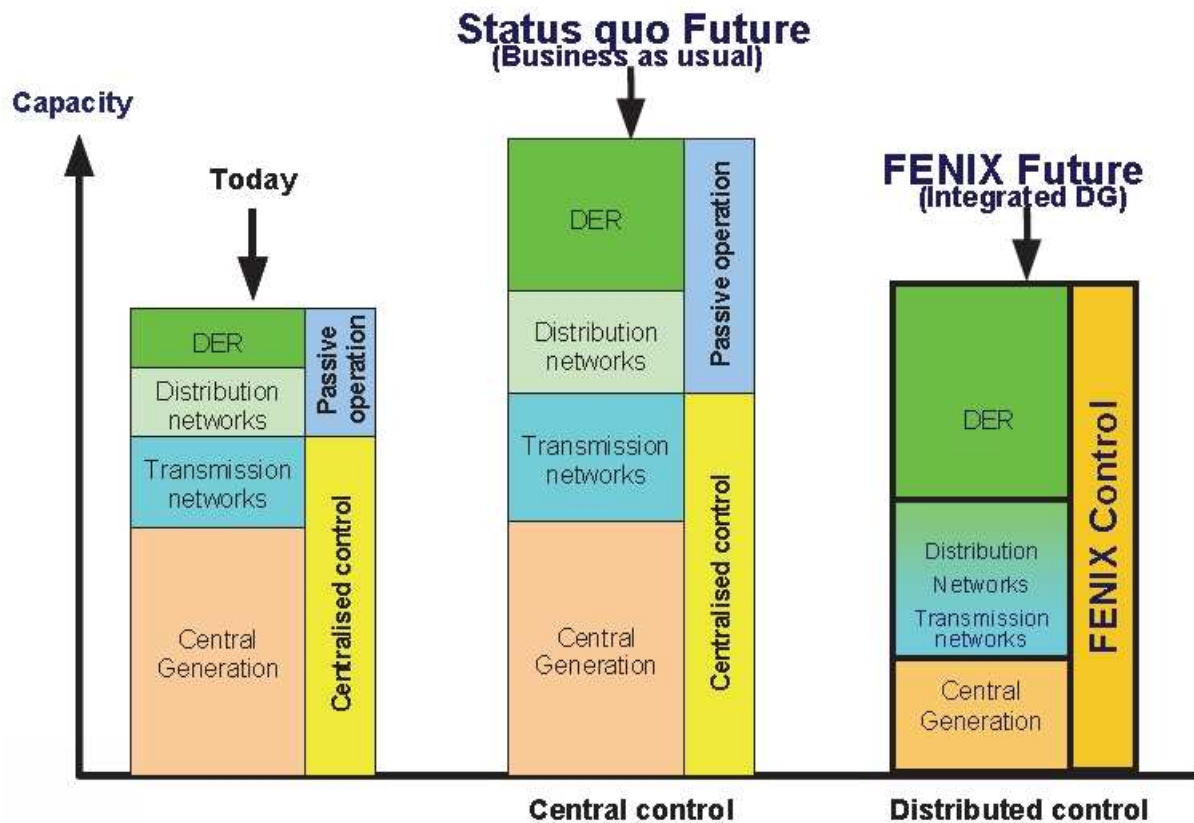 Status quo Future
(Business as usual)
Capacity
Today
FENIX Future
(Integrated DG)
DER
Distribution
networks
Transmission
networks
Central
Generation
Passive
operation
Centralised control
DER
Distribution
networks
Transmission
networks
Central
Generation
Passive operation
Centralised control
DER
Distribution
Networks
Transmission
networks
Central
Generation
FENIX Control
Central control
Distributed control